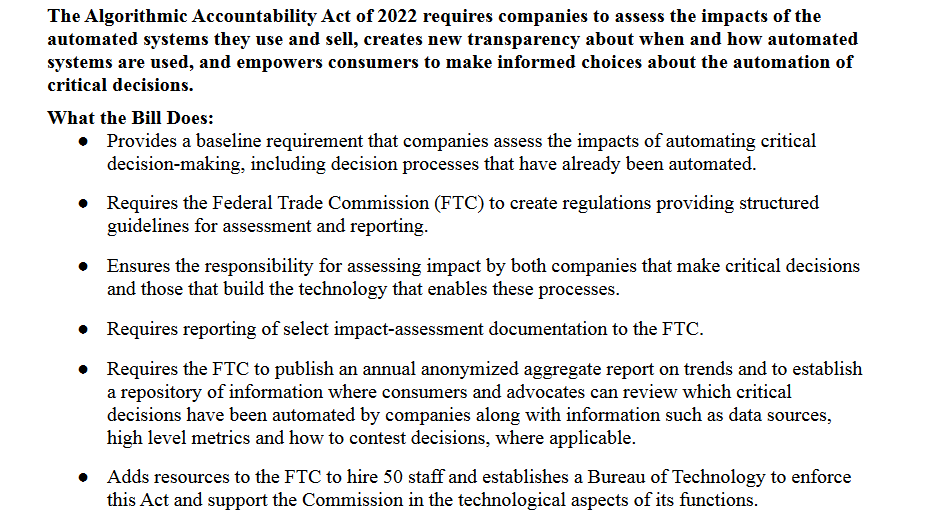 The Algorithmic Accountability Act of 2022 requires companies to assess the impacts of the
automated systems they use and sell, creates new transparency about when and how automated
systems are used, and empowers consumers to make informed choices about the automation of
critical decisions.
What the Bill Does:
● Provides a baseline requirement that companies assess the impacts of automating critical
decision-making, including decision processes that have already been automated.
● Requires the Federal Trade Commission (FTC) to create regulations providing structured
guidelines for assessment and reporting.
● Ensures the responsibility for assessing impact by both companies that make critical decisions
and those that build the technology that enables these processes.
● Requires reporting of select impact-assessment documentation to the FTC.
● Requires the FTC to publish an annual anonymized aggregate report on trends and to establish
a repository of information where consumers and advocates can review which critical
decisions have been automated by companies along with information such as data sources,
high level metrics and how to contest decisions, where applicable.
● Adds resources to the FTC to hire 50 staff and establishes a Bureau of Technology to enforce
this Act and support the Commission in the technological aspects of its functions.